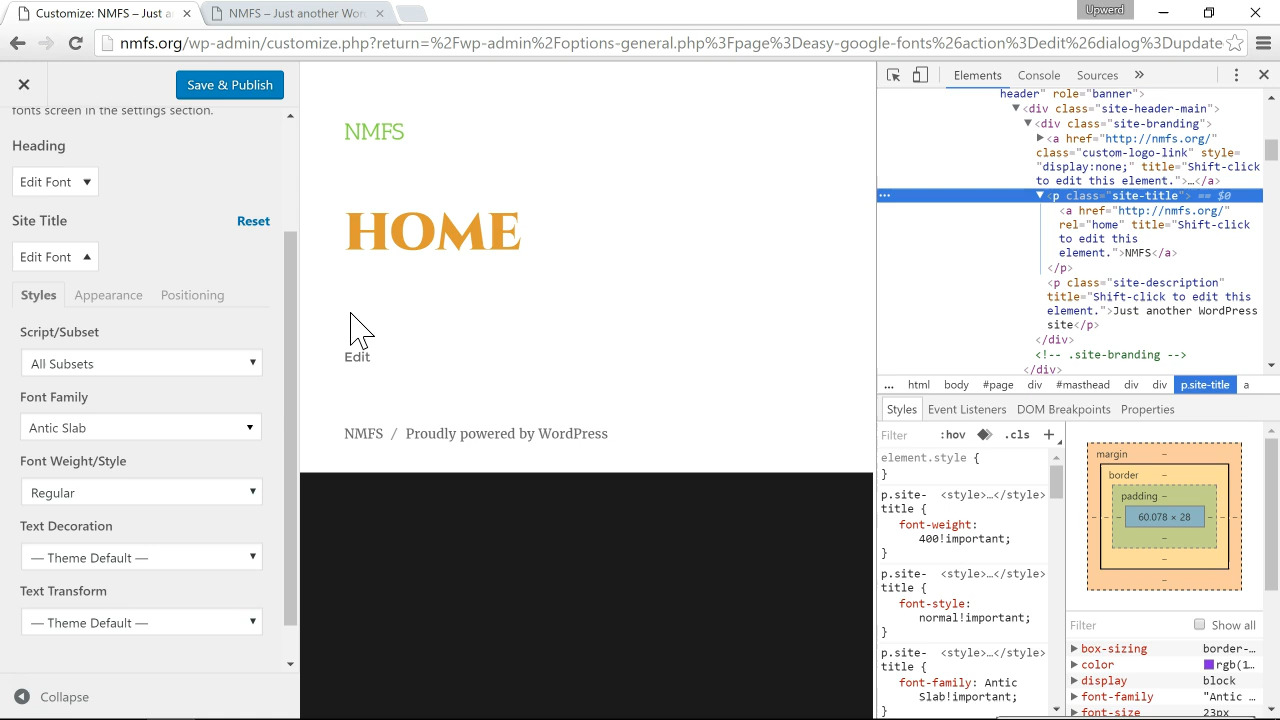 Customize: NMFS – Just a
NMFS – Just another Wor
Upwerd
nmfs.org/wp-admin/customize.php?return=%2Fwp-admin%2Foptions-general.php%3Fpage%3Deasy-google-fonts%26action%3Dedit%26dialog%3Dupdate
Save & Publish
fonts screen in the settings section.
Heading
Edit Font
Site Title
Reset
Edit Font
Styles
Appearance
Positioning
Script/Subset
All Subsets
Font Family
Antic Slab
Font Weight/Style
Regular
Text Decoration
— Theme Default —
Text Transform
— Theme Default —
Collapse
NMFS
HOME
Edit
NMFS / Proudly powered by WordPress
Elements
Console
Sources
»
header" role="banner">
▼<div class="site-header-main">
▼<div class="site-branding">
▶<a href="http://nmfs.org/"
class="custom-logo-link" style=
"display:none;" title="Shift-click
to edit this element.">…</a>
▼<p class="site-title"> == $0
<a href="http://nmfs.org/"
rel="home" title="Shift-click
to edit this
element.">NMFS</a>
</p>
<p class="site-description"
title="Shift-click to edit this
element.">Just another WordPress
site</p>
</div>
<!-- .site-branding -->
</div>
... html body #page div #masthead div div p.site-title a
Styles
Event Listeners
DOM Breakpoints
Properties
Filter
:hov
.cls
+
element.style {
}
p.site- <style>…</style>
title {
font-weight:
400!important;
}
p.site- <style>…</style>
title {
font-style:
normal!important;
}
p.site- <style>…</style>
title {
font-family: Antic
Slab!important;
}
margin –
border –
padding –
60.078 × 28
–
–
–
Filter
Show all
▶ box-sizing border-…
▶ color rgb(1…
▶ display block
▶ font-family "Antic …
▶ font-size 23px